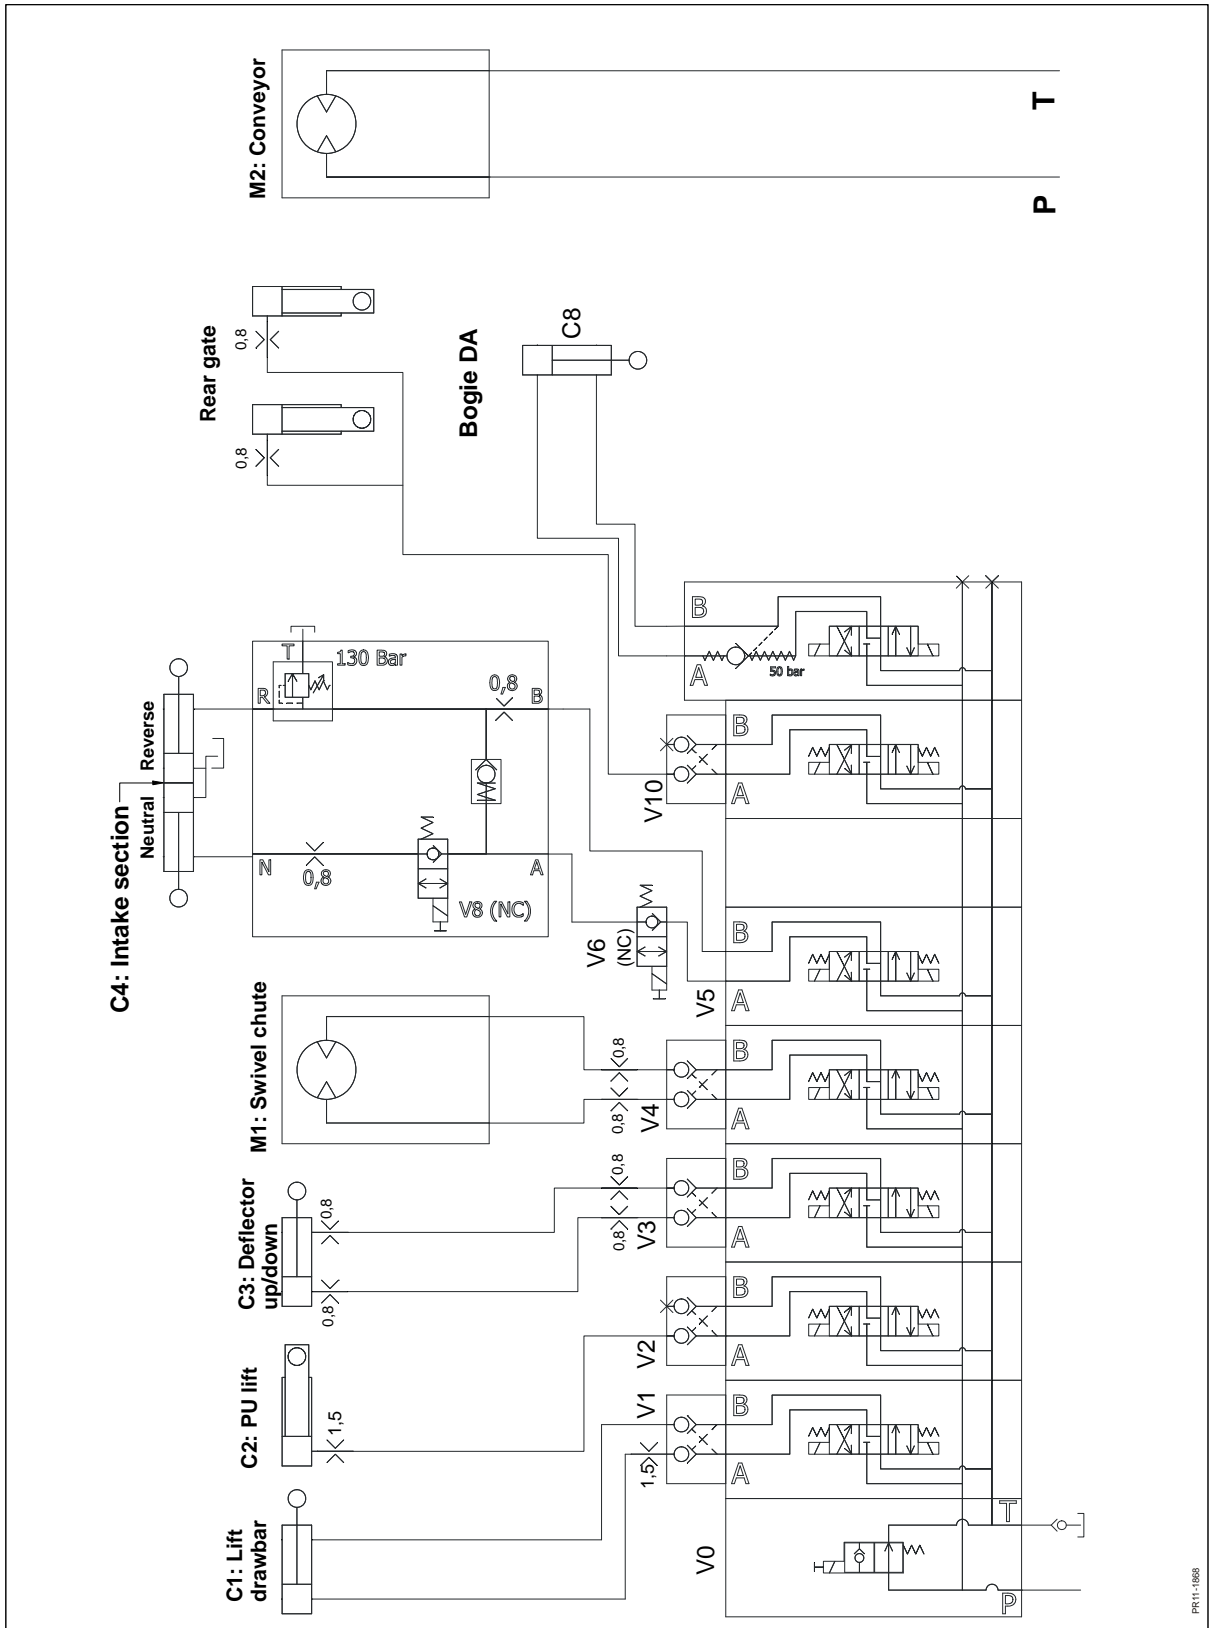 C1: Lift
drawbar
C2: PU lift
1,5
C3: Deflector
up/down
0,8
0,8
M1: Swivel chute
C4: Intake section
Neutral
Reverse
N
0,8
R
T
130 Bar
V8 (NC)
0,8
A
B
Rear gate
0,8
0,8
Bogie DA
C8
M2: Conveyor
P
T
V0
P
T
1,5
V1
A
B
V2
A
B
0,8
0,8
V3
A
B
0,8
0,8
V4
A
B
V6
(NC)
V5
A
B
V10
A
B
A
B
50 bar
PR11-1868